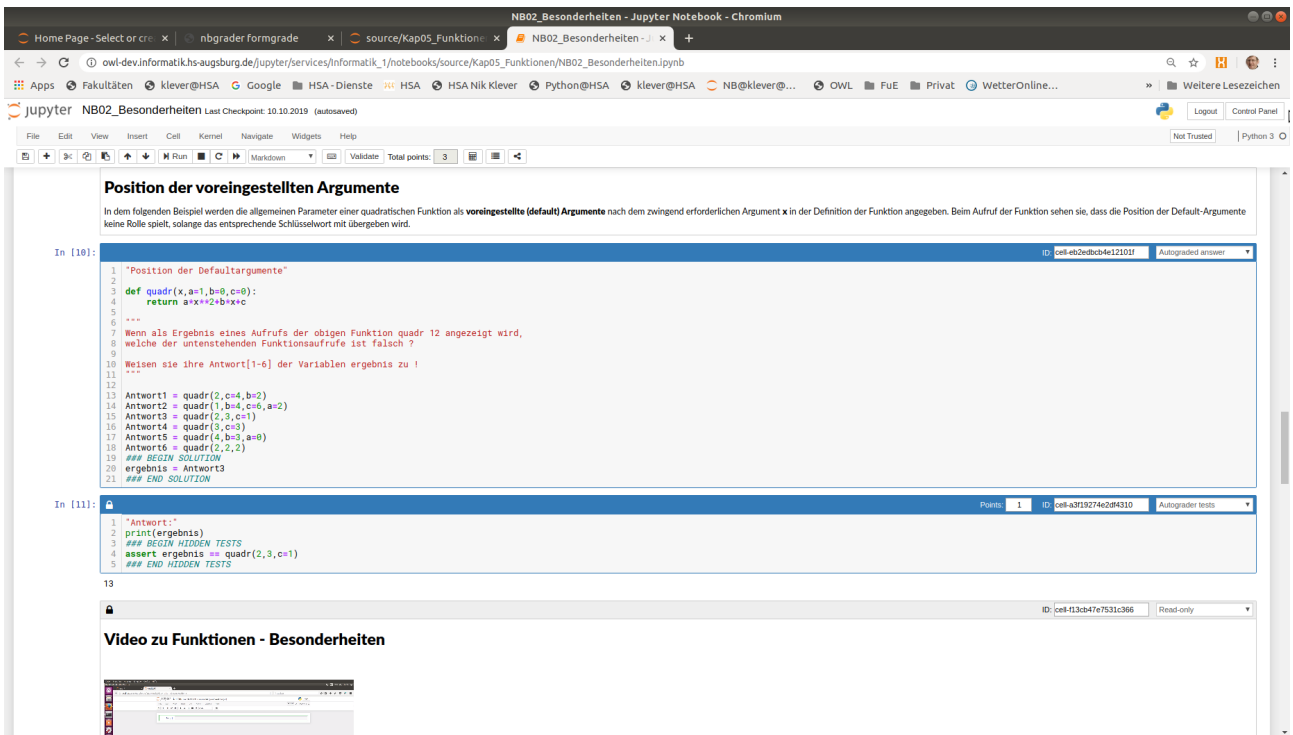 NB02_Besonderheiten - Jupyter Notebook - Chromium
Home Page - Select or cre
nbgrader formgrade
source/Kap05_Funktione
NB02_Besonderheiten - J
owl-dev.informatik.hs-augsburg.de/jupyter/services/Informatik_1/notebooks/source/Kap05_Funktionen/NB02_Besonderheiten.ipynb
Apps Fakultäten klever@HSA Google HSA-Dienste HSA HSA Nik Klever Python@HSA klever@HSA NB@klever@... OWL FuE Privat WetterOnline... » Weitere Lesezeichen
jupyter NB02_Besonderheiten Last Checkpoint: 10.10.2019 (autosaved) Logout Control Panel
File Edit View Insert Cell Kernel Navigate Widgets Help Not Trusted Python 3
Run Markdown Validate Total points: 3
Position der voreingestellten Argumente
In dem folgenden Beispiel werden die allgemeinen Parameter einer quadratischen Funktion als voreingestellte (default) Argumente nach dem zwingend erforderlichen Argument x in der Definition der Funktion angegeben. Beim Aufruf der Funktion sehen sie, dass die Position der Default-Argumente
keine Rolle spielt, solange das entsprechende Schlüsselwort mit übergeben wird.
In [10]: ID: cell-eb2edbcb4e12101f Autograded answer
1 "Position der Defaultargumente"
2
3 def quadr(x,a=1,b=0,c=0):
4 return a*x**2+b*x+c
5
6 """
7 Wenn als Ergebnis eines Aufrufs der obigen Funktion quadr 12 angezeigt wird,
8 welche der untenstehenden Funktionsaufrufe ist falsch ?
9
10 Weisen sie ihre Antwort[1-6] der Variablen ergebnis zu !
11 """
12
13 Antwort1 = quadr(2,c=4,b=2)
14 Antwort2 = quadr(1,b=4,c=6,a=2)
15 Antwort3 = quadr(2,3,c=1)
16 Antwort4 = quadr(3,c=3)
17 Antwort5 = quadr(4,b=3,a=0)
18 Antwort6 = quadr(2,2,2)
19 ### BEGIN SOLUTION
20 ergebnis = Antwort3
21 ### END SOLUTION
In [11]: Points: 1 ID: cell-a3f19274e2df4310 Autograder tests
1 "Antwort:"
2 print(ergebnis)
3 ### BEGIN HIDDEN TESTS
4 assert ergebnis == quadr(2,3,c=1)
5 ### END HIDDEN TESTS
13
ID: cell-f13cb47e7531c366 Read-only
Video zu Funktionen - Besonderheiten